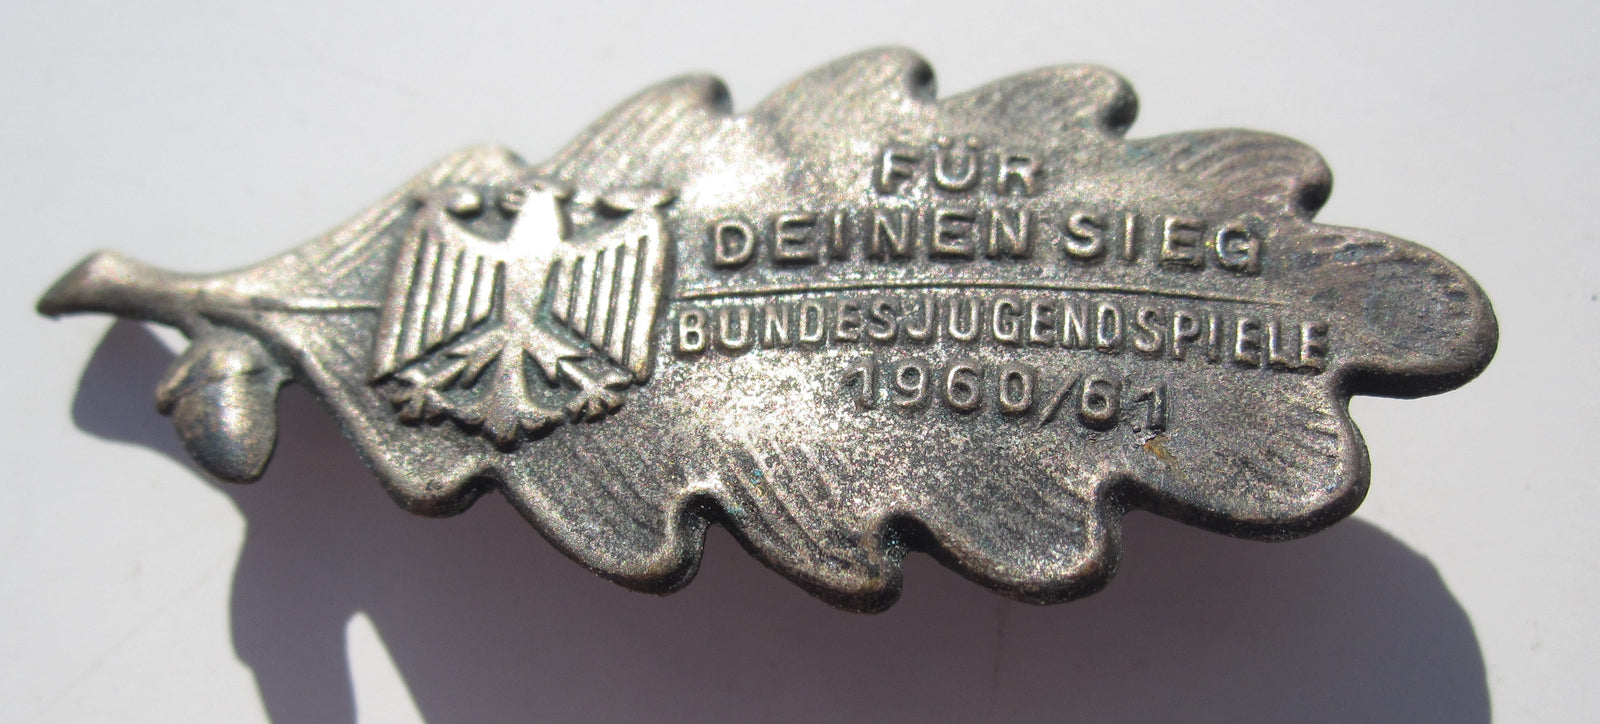 FÜR
DEINEN SIEG
BUNDESJUGENDSPIELE
1960/61